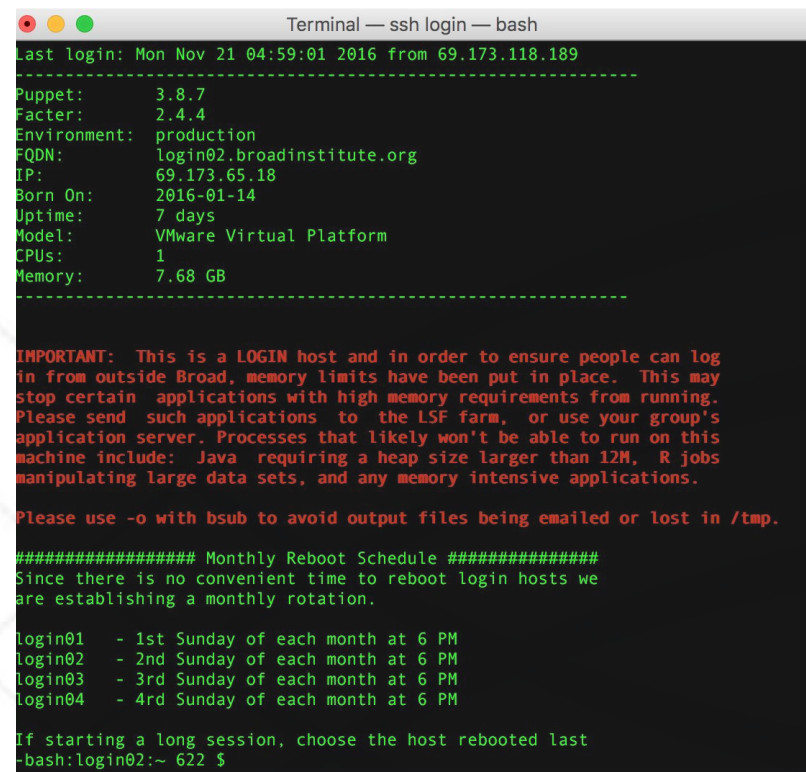 Terminal — ssh login — bash
Last login: Mon Nov 21 04:59:01 2016 from 69.173.118.189
--------------------------------------------------------------
Puppet:       3.8.7
Facter:       2.4.4
Environment:  production
FQDN:         login02.broadinstitute.org
IP:           69.173.65.18
Born On:      2016-01-14
Uptime:       7 days
Model:        VMware Virtual Platform
CPUs:         1
Memory:       7.68 GB
-------------------------------------------------------------
IMPORTANT:  This is a LOGIN host and in order to ensure people can log
in from outside Broad, memory limits have been put in place.  This may
stop certain  applications with high memory requirements from running.
Please send  such applications  to  the LSF farm,  or use your group's
application server. Processes that likely won't be able to run on this
machine include:  Java  requiring a heap size larger than 12M,  R jobs
manipulating large data sets, and any memory intensive applications.
Please use -o with bsub to avoid output files being emailed or lost in /tmp.
################## Monthly Reboot Schedule ###############
Since there is no convenient time to reboot login hosts we
are establishing a monthly rotation.
login01   - 1st Sunday of each month at 6 PM
login02   - 2nd Sunday of each month at 6 PM
login03   - 3rd Sunday of each month at 6 PM
login04   - 4rd Sunday of each month at 6 PM
If starting a long session, choose the host rebooted last
-bash:login02:~ 622 $